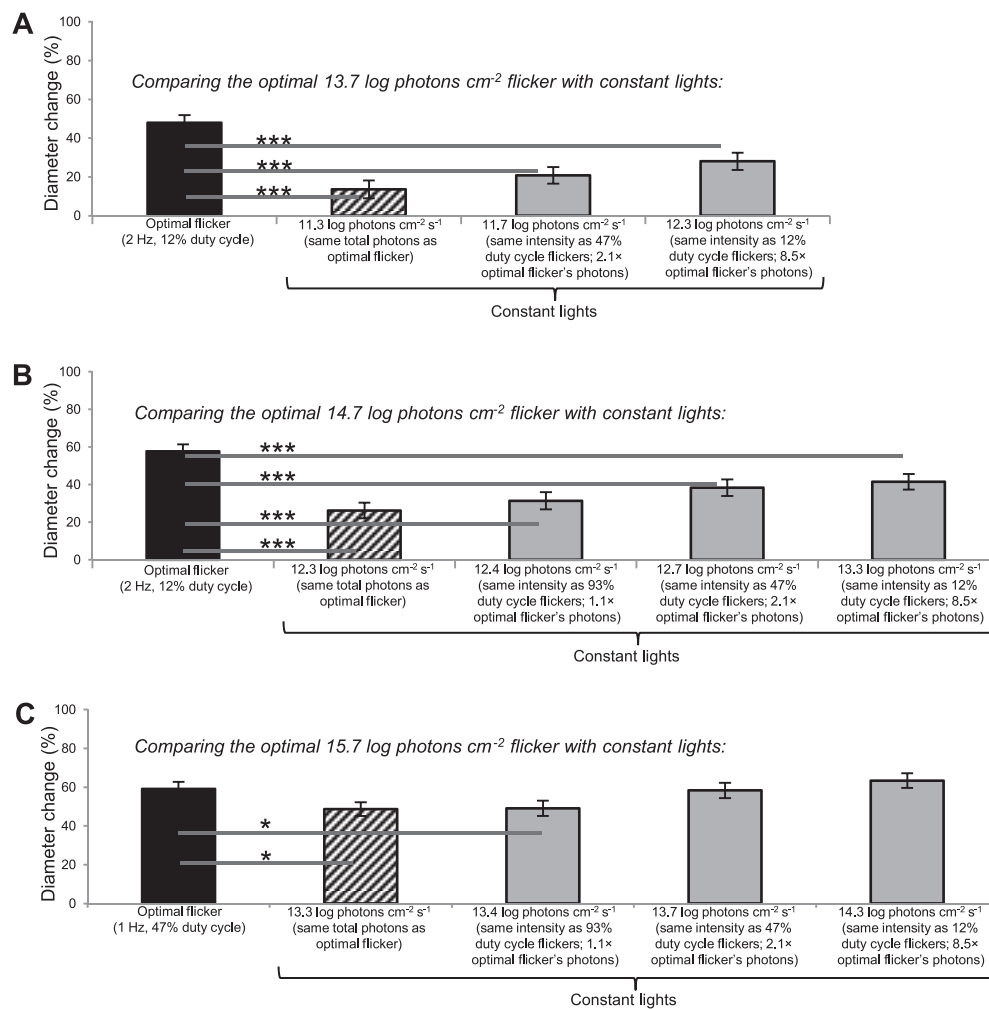 A
Diameter change (%)
100
80
60
40
20
0
Comparing the optimal 13.7 log photons cm⁻² flicker with constant lights:
***
***
***
Optimal flicker
(2 Hz, 12% duty cycle)
11.3 log photons cm⁻² s⁻¹
(same total photons as
optimal flicker)
11.7 log photons cm⁻² s⁻¹
(same intensity as 47%
duty cycle flickers; 2.1×
optimal flicker's photons)
12.3 log photons cm⁻² s⁻¹
(same intensity as 12%
duty cycle flickers; 8.5×
optimal flicker's photons)
Constant lights
B
Diameter change (%)
100
80
60
40
20
0
Comparing the optimal 14.7 log photons cm⁻² flicker with constant lights:
***
***
***
***
Optimal flicker
(2 Hz, 12% duty cycle)
12.3 log photons cm⁻² s⁻¹
(same total photons as
optimal flicker)
12.4 log photons cm⁻² s⁻¹
(same intensity as 93%
duty cycle flickers; 1.1×
optimal flicker's photons)
12.7 log photons cm⁻² s⁻¹
(same intensity as 47%
duty cycle flickers; 2.1×
optimal flicker's photons)
13.3 log photons cm⁻² s⁻¹
(same intensity as 12%
duty cycle flickers; 8.5×
optimal flicker's photons)
Constant lights
C
Diameter change (%)
100
80
60
40
20
0
Comparing the optimal 15.7 log photons cm⁻² flicker with constant lights:
*
*
Optimal flicker
(1 Hz, 47% duty cycle)
13.3 log photons cm⁻² s⁻¹
(same total photons as
optimal flicker)
13.4 log photons cm⁻² s⁻¹
(same intensity as 93%
duty cycle flickers; 1.1×
optimal flicker's photons)
13.7 log photons cm⁻² s⁻¹
(same intensity as 47%
duty cycle flickers; 2.1×
optimal flicker's photons)
14.3 log photons cm⁻² s⁻¹
(same intensity as 12%
duty cycle flickers; 8.5×
optimal flicker's photons)
Constant lights